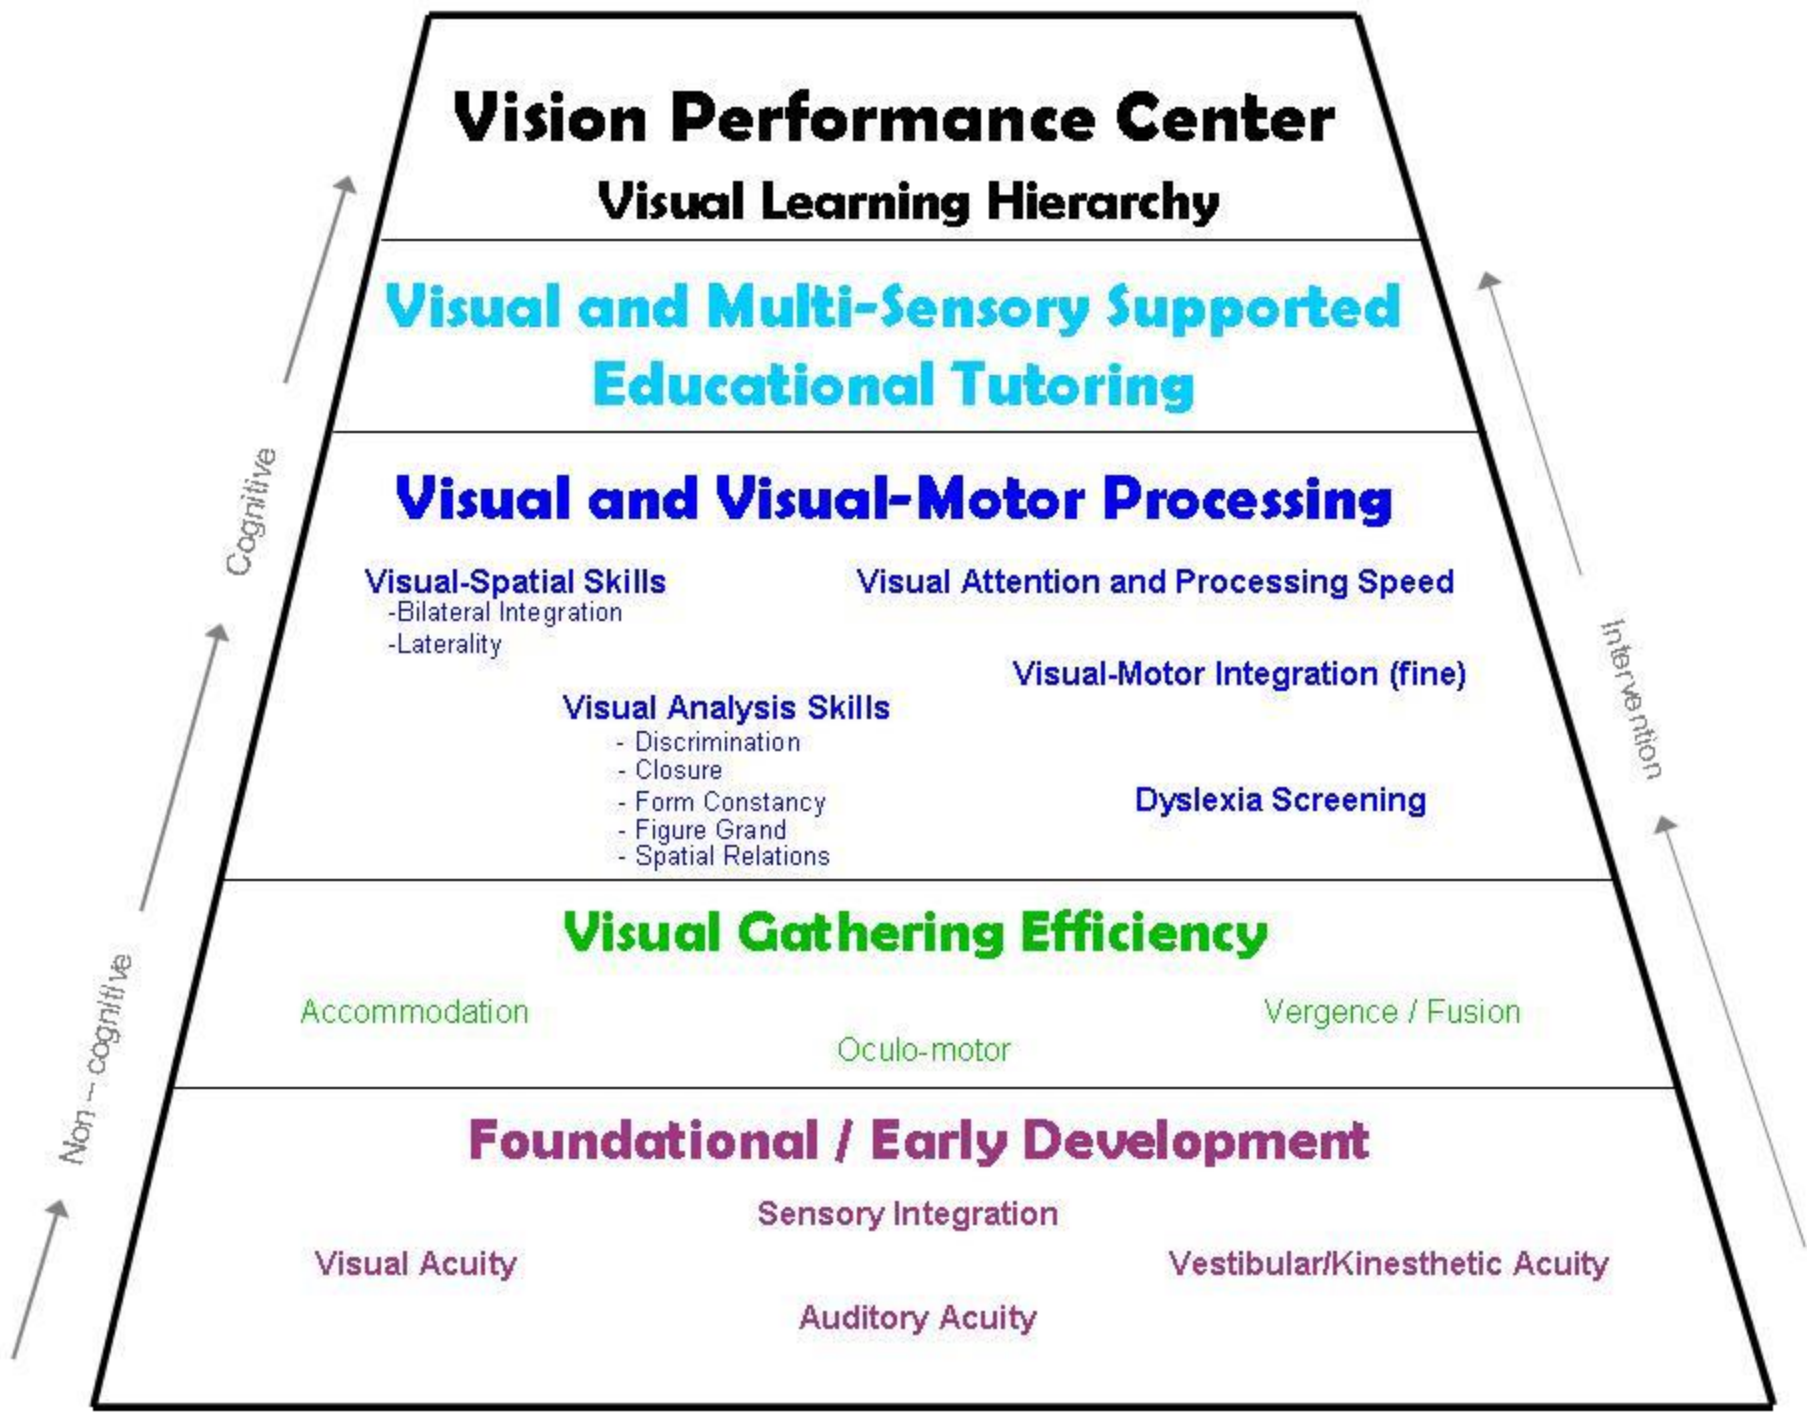 Vision Performance Center
Visual Learning Hierarchy
Visual and Multi-Sensory Supported
Educational Tutoring
Visual and Visual-Motor Processing
Visual-Spatial Skills
-Bilateral Integration
-Laterality
Visual Attention and Processing Speed
Visual-Motor Integration (fine)
Visual Analysis Skills
- Discrimination
- Closure
- Form Constancy
- Figure Grand
- Spatial Relations
Dyslexia Screening
Visual Gathering Efficiency
Accommodation
Oculo-motor
Vergence / Fusion
Foundational / Early Development
Sensory Integration
Visual Acuity
Vestibular/Kinesthetic Acuity
Auditory Acuity
Cognitive
Non – cognitive
Intervention